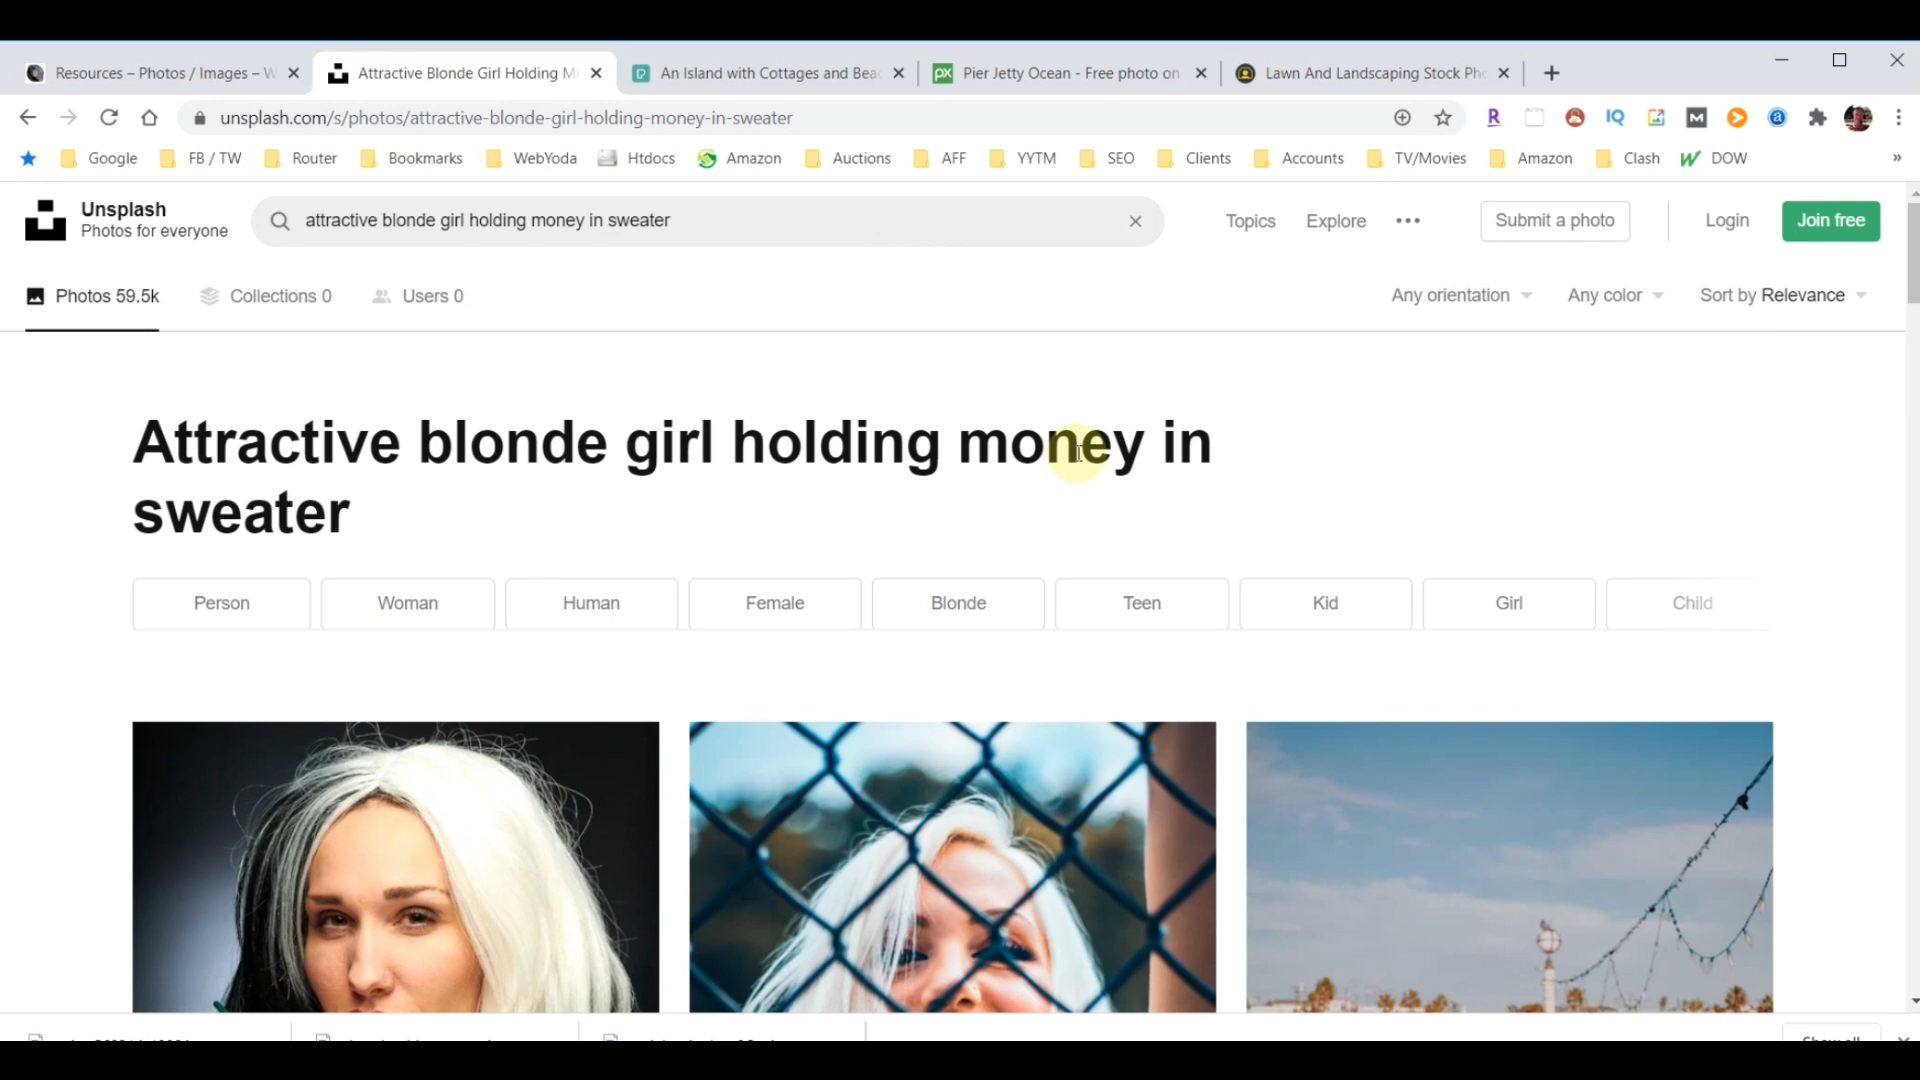 Resources – Photos / Images – W
Attractive Blonde Girl Holding M
An Island with Cottages and Bea
Pier Jetty Ocean - Free photo on
Lawn And Landscaping Stock Pho
unsplash.com/s/photos/attractive-blonde-girl-holding-money-in-sweater
Google FB / TW Router Bookmarks WebYoda Htdocs Amazon Auctions AFF YYTM SEO Clients Accounts TV/Movies Amazon Clash DOW
Unsplash
Photos for everyone
attractive blonde girl holding money in sweater
Topics Explore Submit a photo Login Join free
Photos 59.5k Collections 0 Users 0
Any orientation Any color Sort by Relevance
Attractive blonde girl holding money in
sweater
Person Woman Human Female Blonde Teen Kid Girl Child